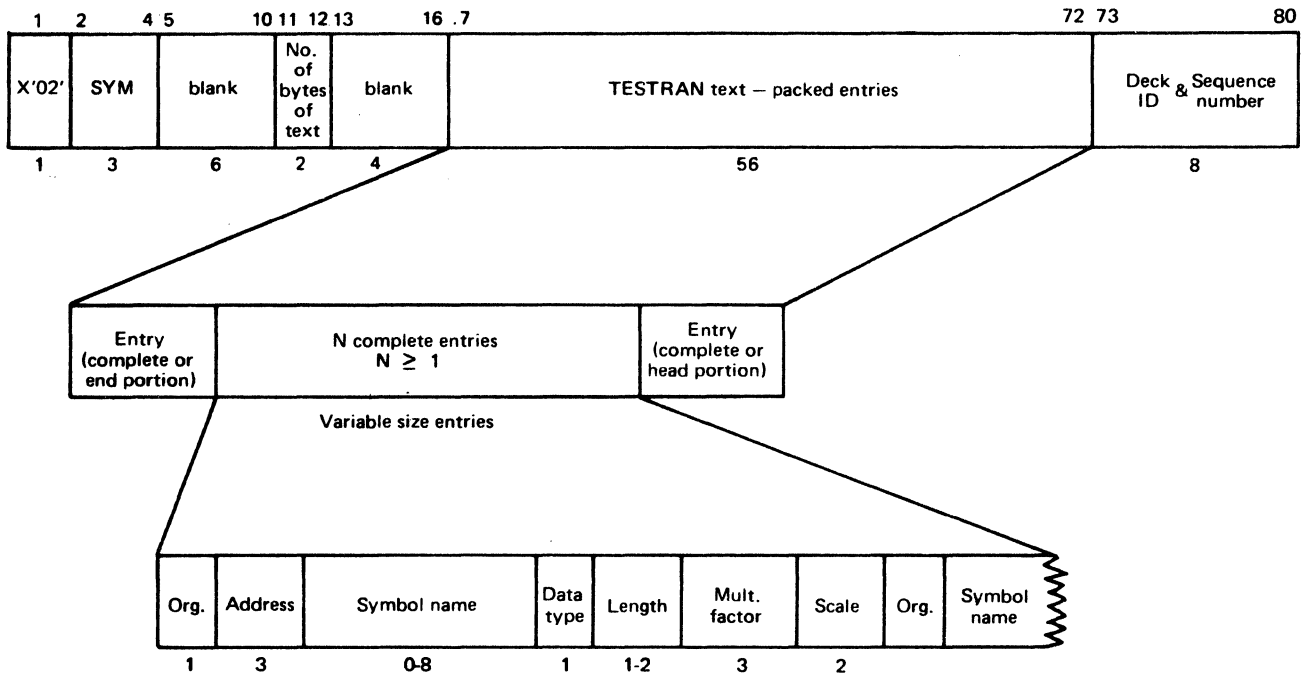 1 2 4 5 10 11 12 13 16 .7 72 73 80
X'02'
SYM
blank
No.
of
bytes
of
text
blank
TESTRAN text — packed entries
Deck ID & Sequence number
1 3 6 2 4 56 8
Entry
(complete or
end portion)
N complete entries
N ≥ 1
Entry
(complete or
head portion)
Variable size entries
Org.
Address
Symbol name
Data
type
Length
Mult.
factor
Scale
Org.
Symbol
name
1 3 0-8 1 1-2 3 2